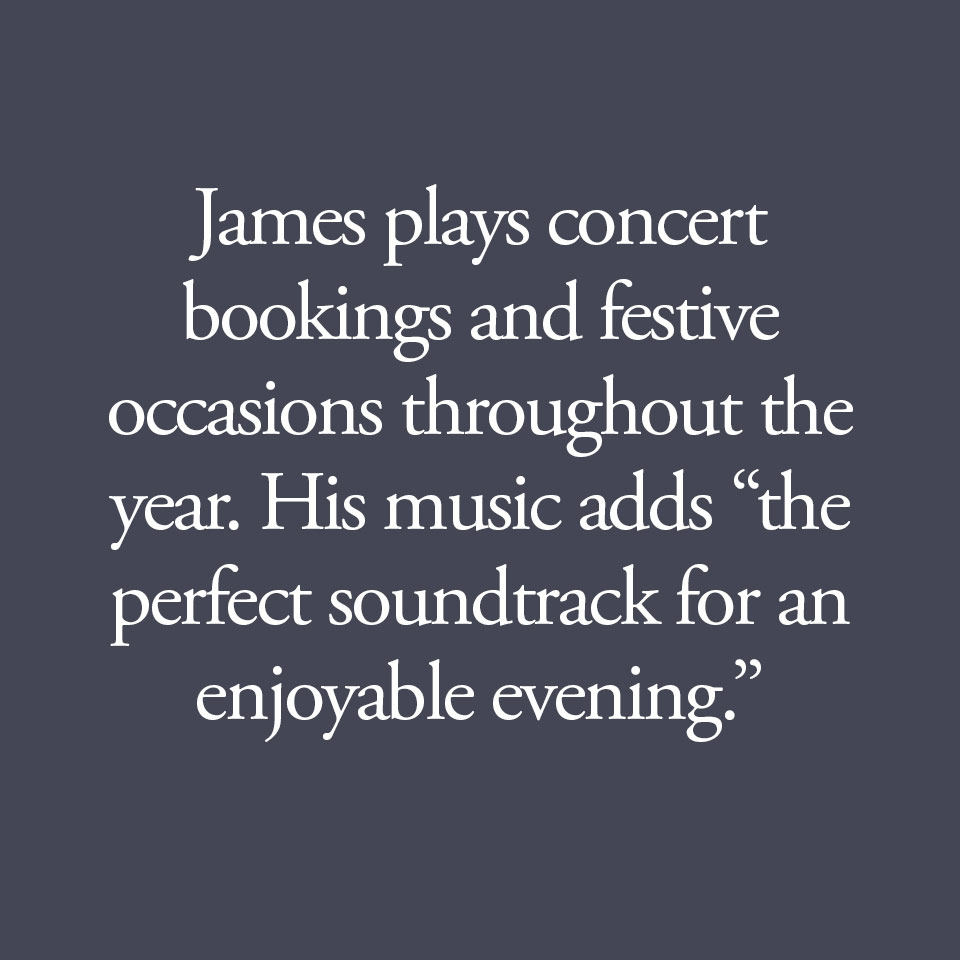 James plays concert
bookings and festive
occasions throughout the
year. His music adds “the
perfect soundtrack for an
enjoyable evening.”